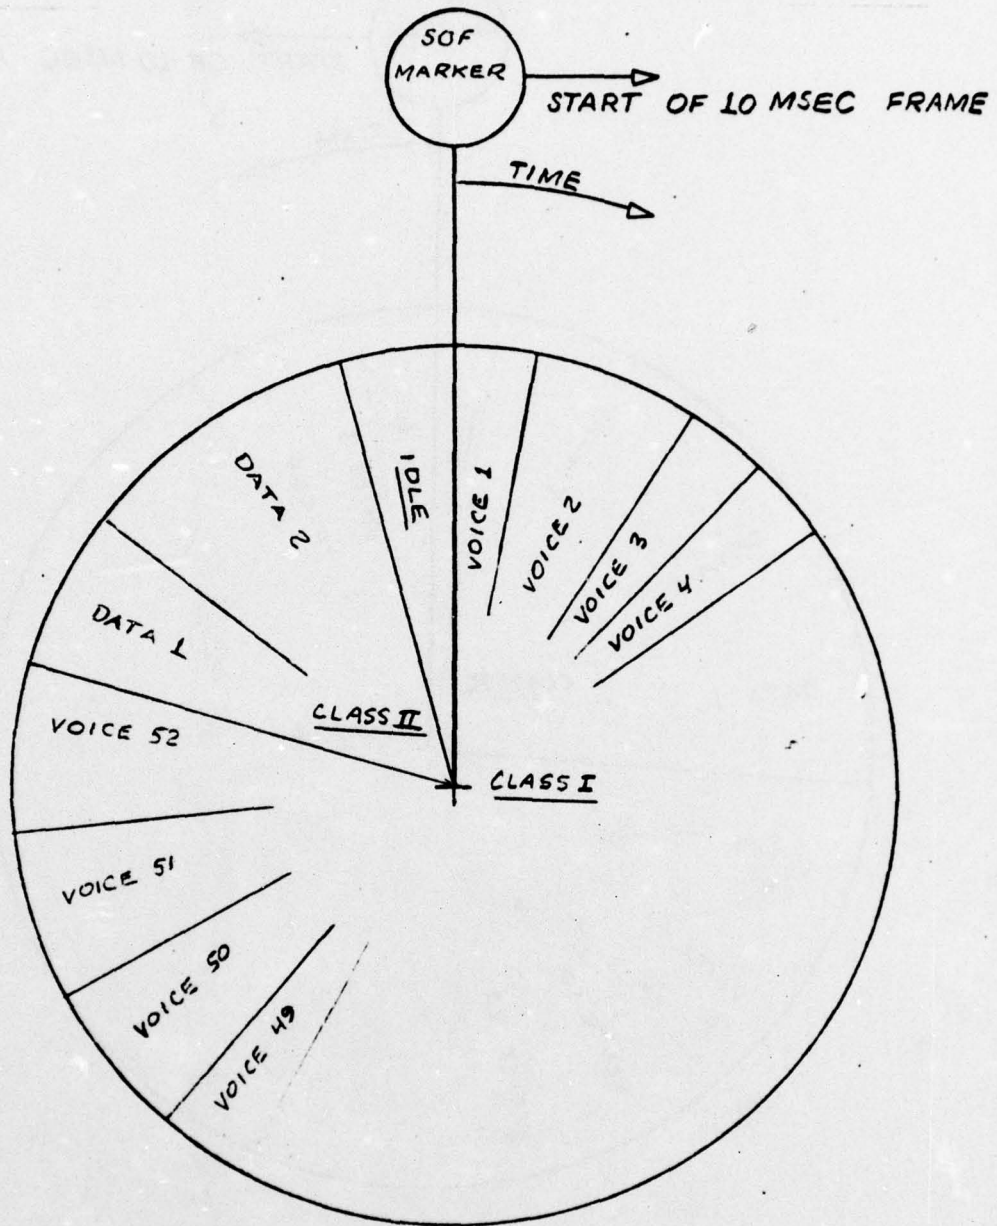 SOF
MARKER
START OF 10 MSEC FRAME
TIME
IDLE
VOICE 1
VOICE 2
VOICE 3
VOICE 4
DATA 2
DATA 1
CLASS II
CLASS I
VOICE 52
VOICE 51
VOICE 50
VOICE 49